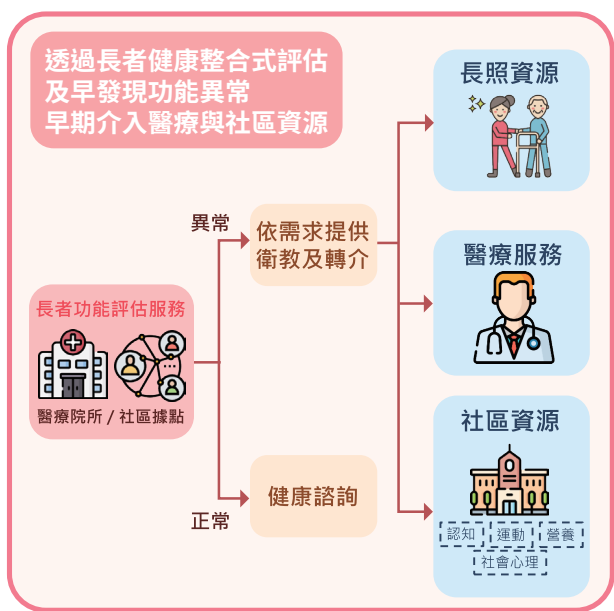 透過長者健康整合式評估
及早發現功能異常
早期介入醫療與社區資源
長者功能評估服務
醫療院所 / 社區據點
異常
依需求提供
衛教及轉介
正常
健康諮詢
長照資源
醫療服務
社區資源
認知 運動 營養
社會心理